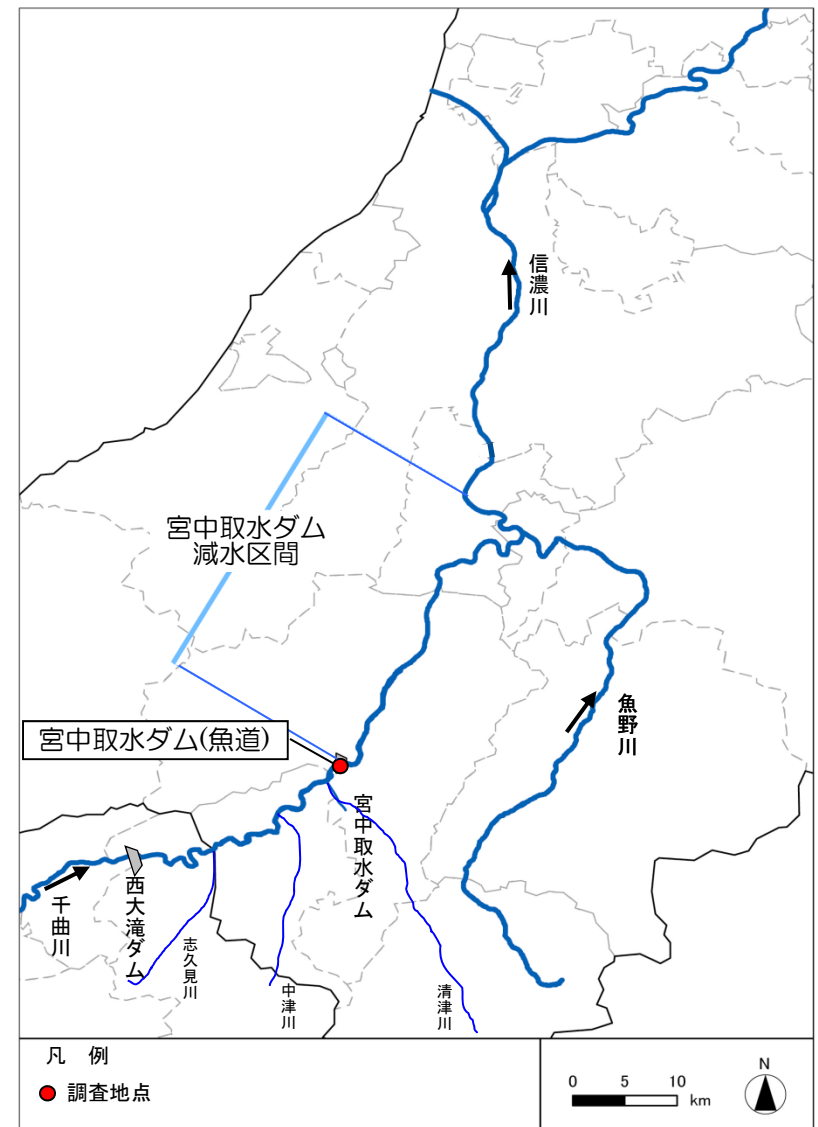 信濃川
宮中取水ダム
減水区間
魚野川
宮中取水ダム(魚道)
宮中取水ダム
西大滝ダム
千曲川
志久見川
中津川
清津川
凡 例
調査地点
0 5 10
km
N